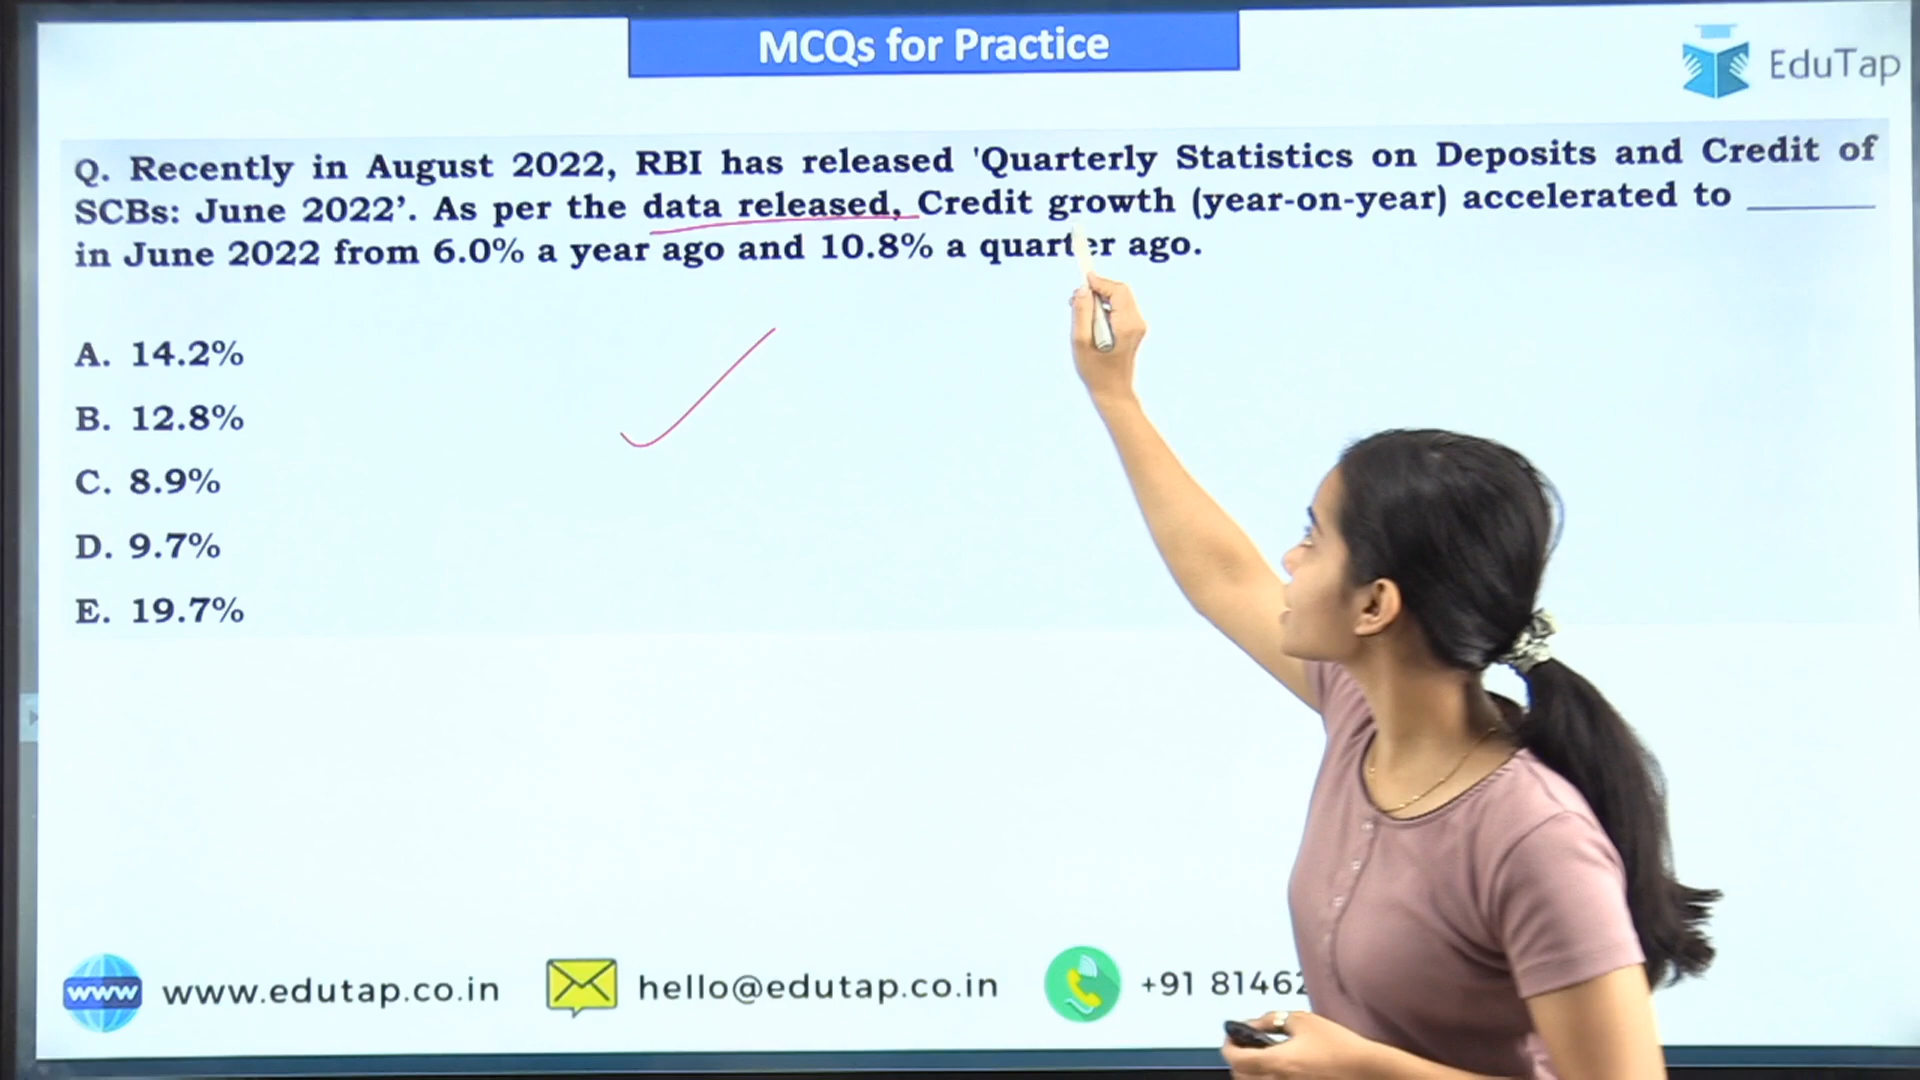 MCQs for Practice
EduTap
Q. Recently in August 2022, RBI has released 'Quarterly Statistics on Deposits and Credit of
SCBs: June 2022’. As per the data released, Credit growth (year-on-year) accelerated to ________
in June 2022 from 6.0% a year ago and 10.8% a quarter ago.
A. 14.2%
B. 12.8%
C. 8.9%
D. 9.7%
E. 19.7%
www www.edutap.co.in hello@edutap.co.in +91 8146